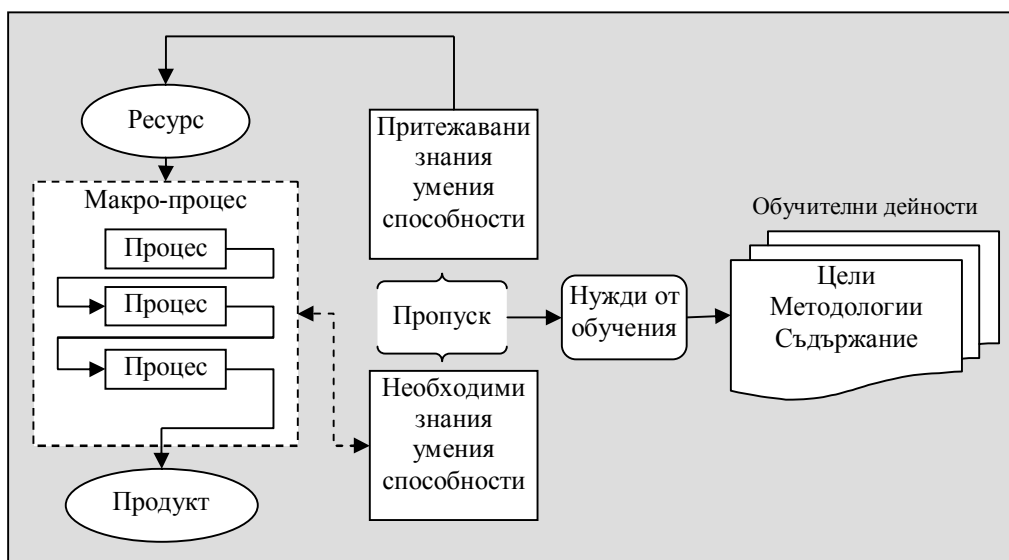 Ресурс
Макро-процес
Процес
Процес
Процес
Продукт
Притежавани
знания
умения
способности
Пропуск
Необходими
знания
умения
способности
Нужди от
обучения
Обучителни дейности
Цели
Методологии
Съдържание